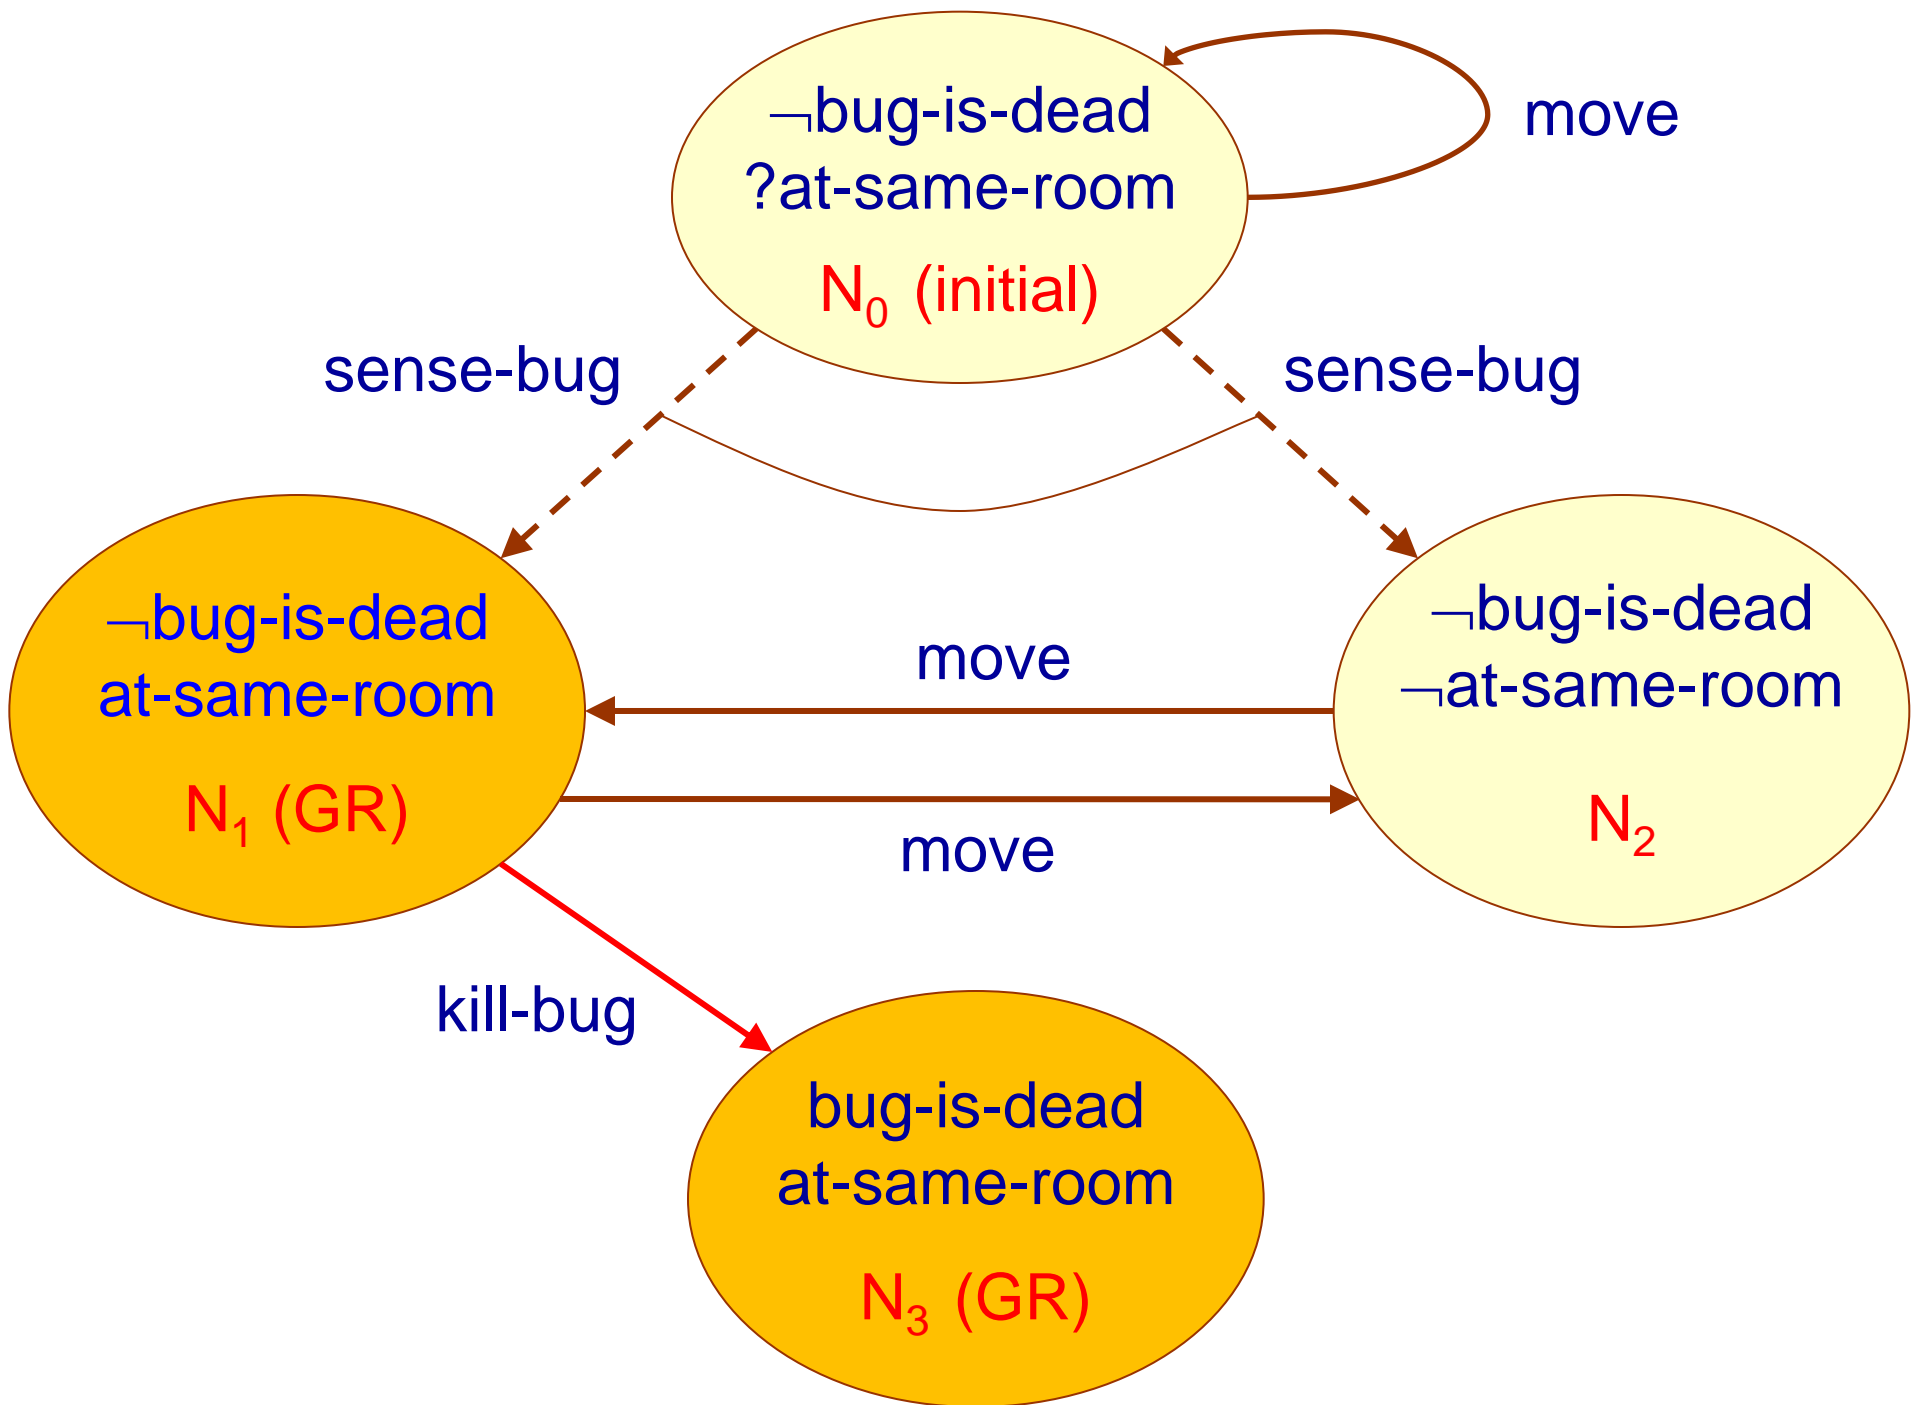 ¬bug-is-dead
?at-same-room
N₀ (initial)
move
sense-bug
sense-bug
¬bug-is-dead
at-same-room
N₁ (GR)
move
move
¬bug-is-dead
¬at-same-room
N₂
kill-bug
bug-is-dead
at-same-room
N₃ (GR)